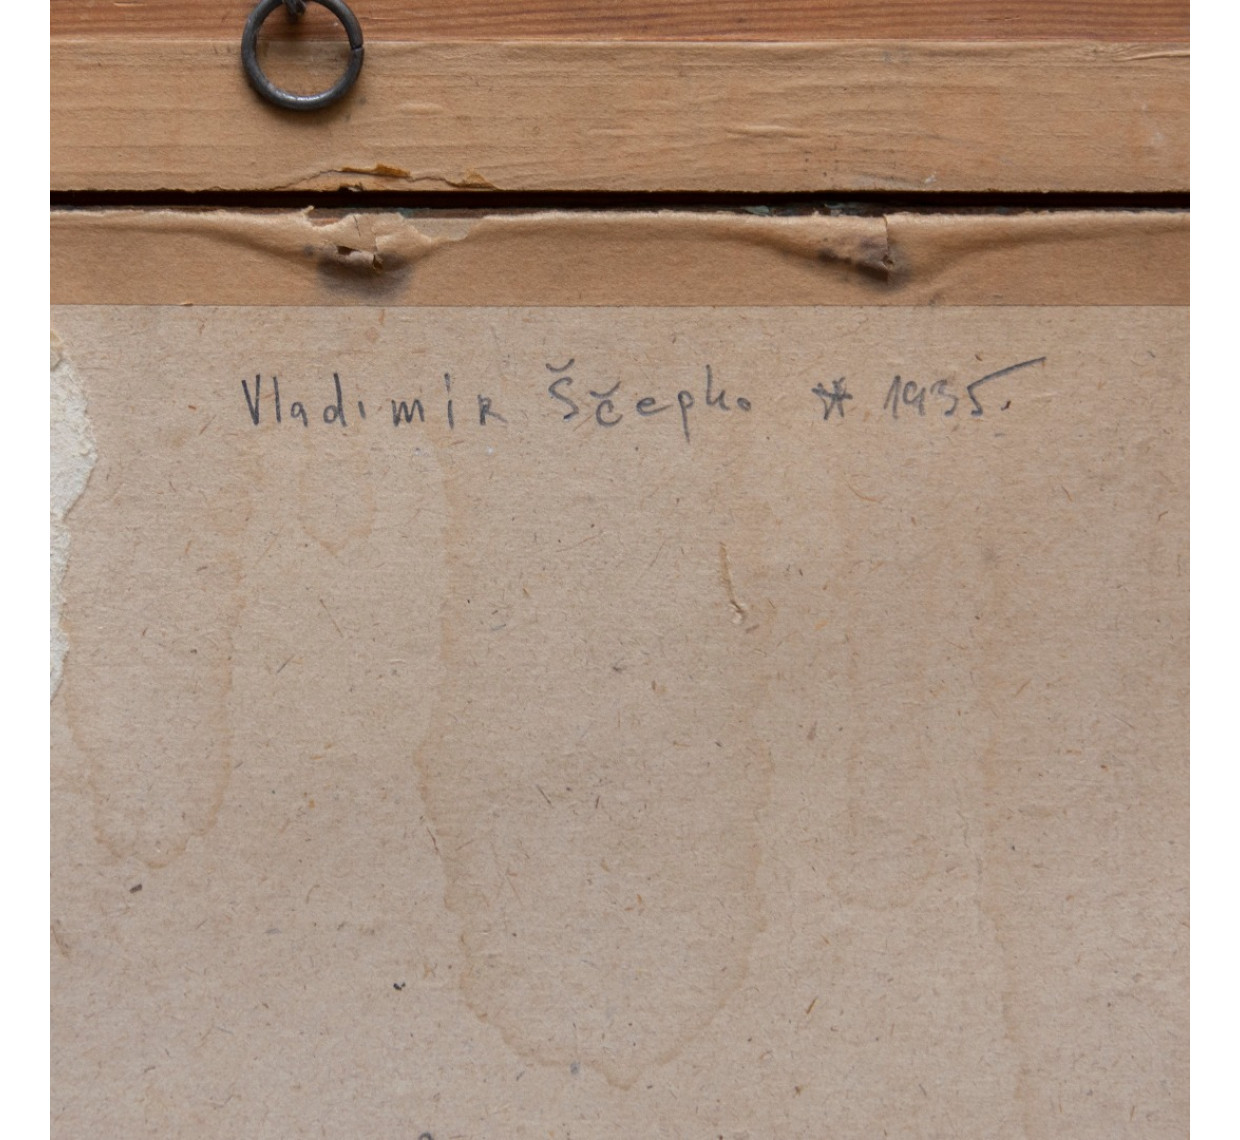 Vladimir Ščepko * 1935.